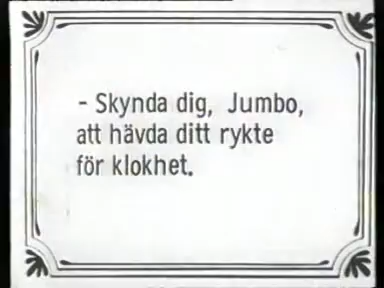 - Skynda dig, Jumbo,
att hävda ditt rykte
för klokhet.